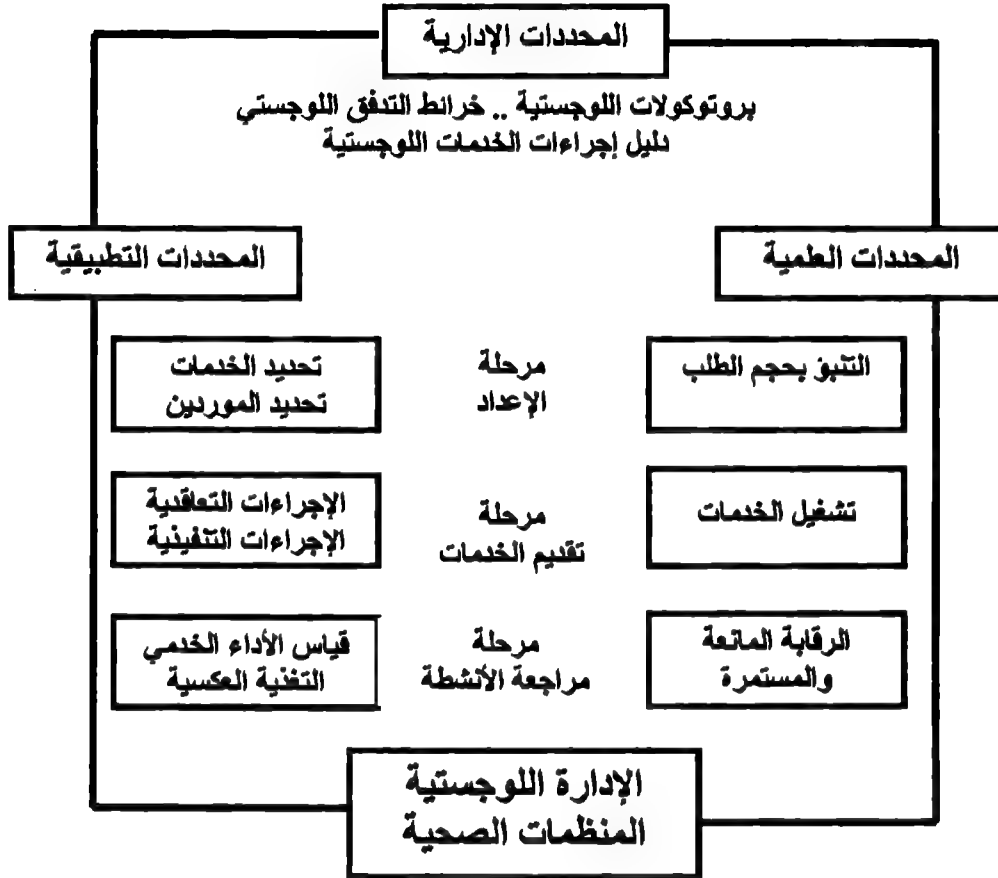 المحددات الإدارية
بروتوكولات اللوجستية .. خرائط التدفق اللوجستي
دليل إجراءات الخدمات اللوجستية
المحددات العلمية
المحددات التطبيقية
التنبؤ بحجم الطلب
مرحلة
الإعداد
تحديد الخدمات
تحديد الموردين
تشغيل الخدمات
مرحلة
تقديم الخدمات
الإجراءات التعاقدية
الإجراءات التنفيذية
الرقابة المانعة
والمستمرة
مرحلة
مراجعة الأنشطة
قياس الأداء الخدمي
التغذية العكسية
الإدارة اللوجستية
المنظمات الصحية